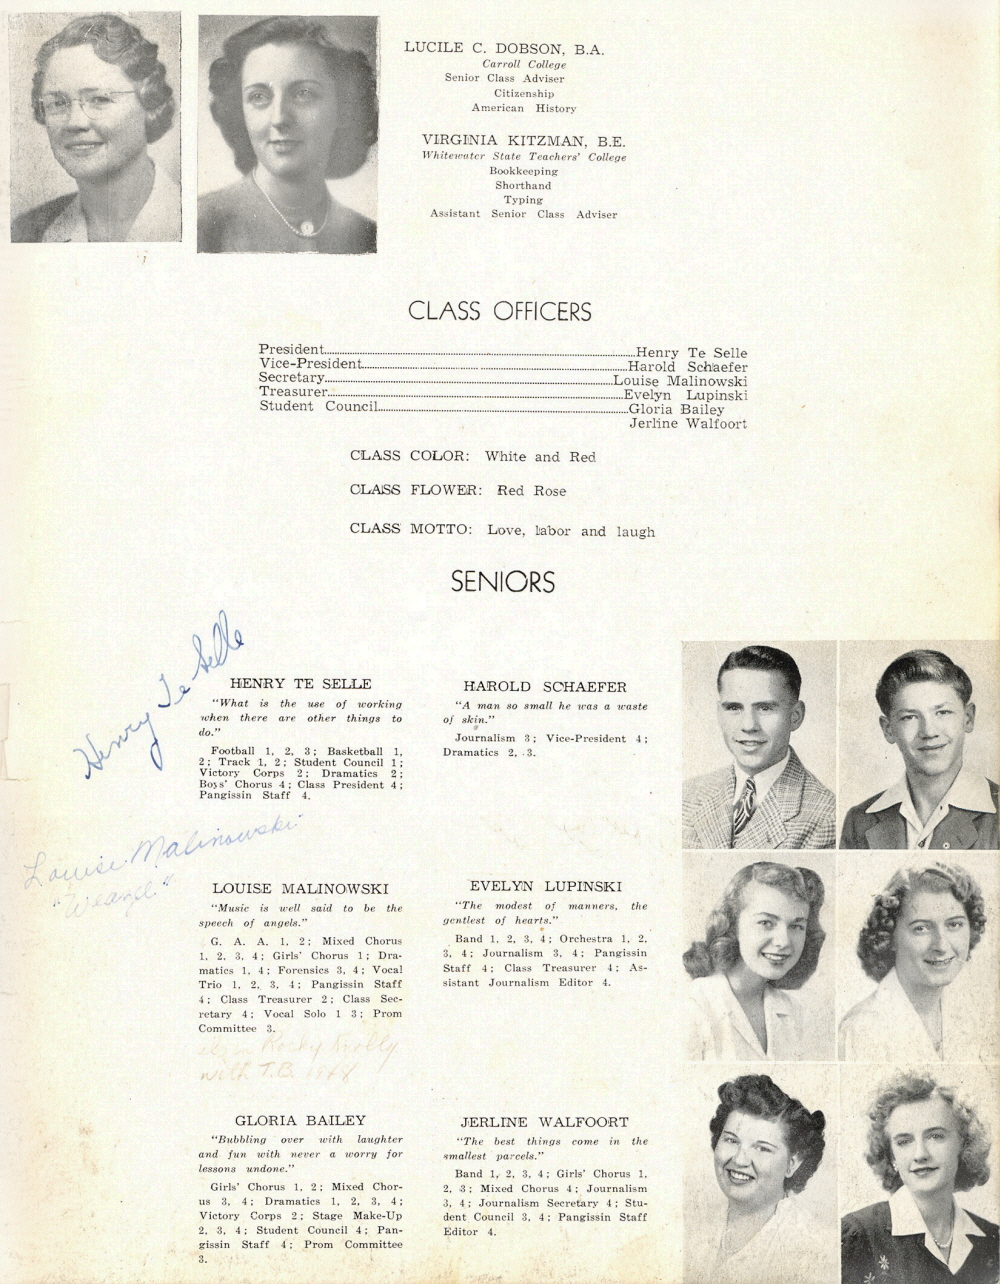 LUCILE C. DOBSON, B.A.
Carroll College
Senior Class Adviser
Citizenship
American History
VIRGINIA KITZMAN, B.E.
Whitewater State Teachers' College
Bookkeeping
Shorthand
Typing
Assistant Senior Class Adviser
CLASS OFFICERS
President Henry Te Selle
Vice-President Harold Schaefer
Secretary Louise Malinowski
Treasurer Evelyn Lupinski
Student Council Gloria Bailey
Jerline Walfoort
CLASS COLOR: White and Red
CLASS FLOWER: Red Rose
CLASS MOTTO: Love, labor and laugh
SENIORS
Henry Te Selle
HENRY TE SELLE
"What is the use of working
when there are other things to
do."
Football 1, 2, 3; Basketball 1,
2; Track 1, 2; Student Council 1;
Victory Corps 2; Dramatics 2;
Boys' Chorus 4; Class President 4;
Pangissin Staff 4.
HAROLD SCHAEFER
"A man so small he was a waste
of skin."
Journalism 3; Vice-President 4;
Dramatics 2, 3.
Louise Malinowski
LOUISE MALINOWSKI
"Music is well said to be the
speech of angels."
G. A. A. 1, 2; Mixed Chorus
1, 2, 3, 4; Girls' Chorus 1; Dra-
matics 1, 4; Forensics 3, 4; Vocal
Trio 1, 2, 3, 4; Pangissin Staff
4; Class Treasurer 2; Class Sec-
retary 4; Vocal Solo 1 3; Prom
Committee 3.
with T.B.
EVELYN LUPINSKI
"The modest of manners, the
gentlest of hearts."
Band 1, 2, 3, 4; Orchestra 1, 2,
3, 4; Journalism 3, 4; Pangissin
Staff 4; Class Treasurer 4; As-
sistant Journalism Editor 4.
GLORIA BAILEY
"Bubbling over with laughter
and fun with never a worry for
lessons undone."
Girls' Chorus 1, 2; Mixed Chor-
us 3, 4; Dramatics 1, 2, 3, 4;
Victory Corps 2; Stage Make-Up
2, 3, 4; Student Council 4; Pan-
gissin Staff 4; Prom Committee
3.
JERLINE WALFOORT
"The best things come in the
smallest parcels."
Band 1, 2, 3, 4; Girls' Chorus 1,
2, 3; Mixed Chorus 4; Journalism
3, 4; Journalism Secretary 4; Stu-
dent Council 3, 4; Pangissin Staff
Editor 4.